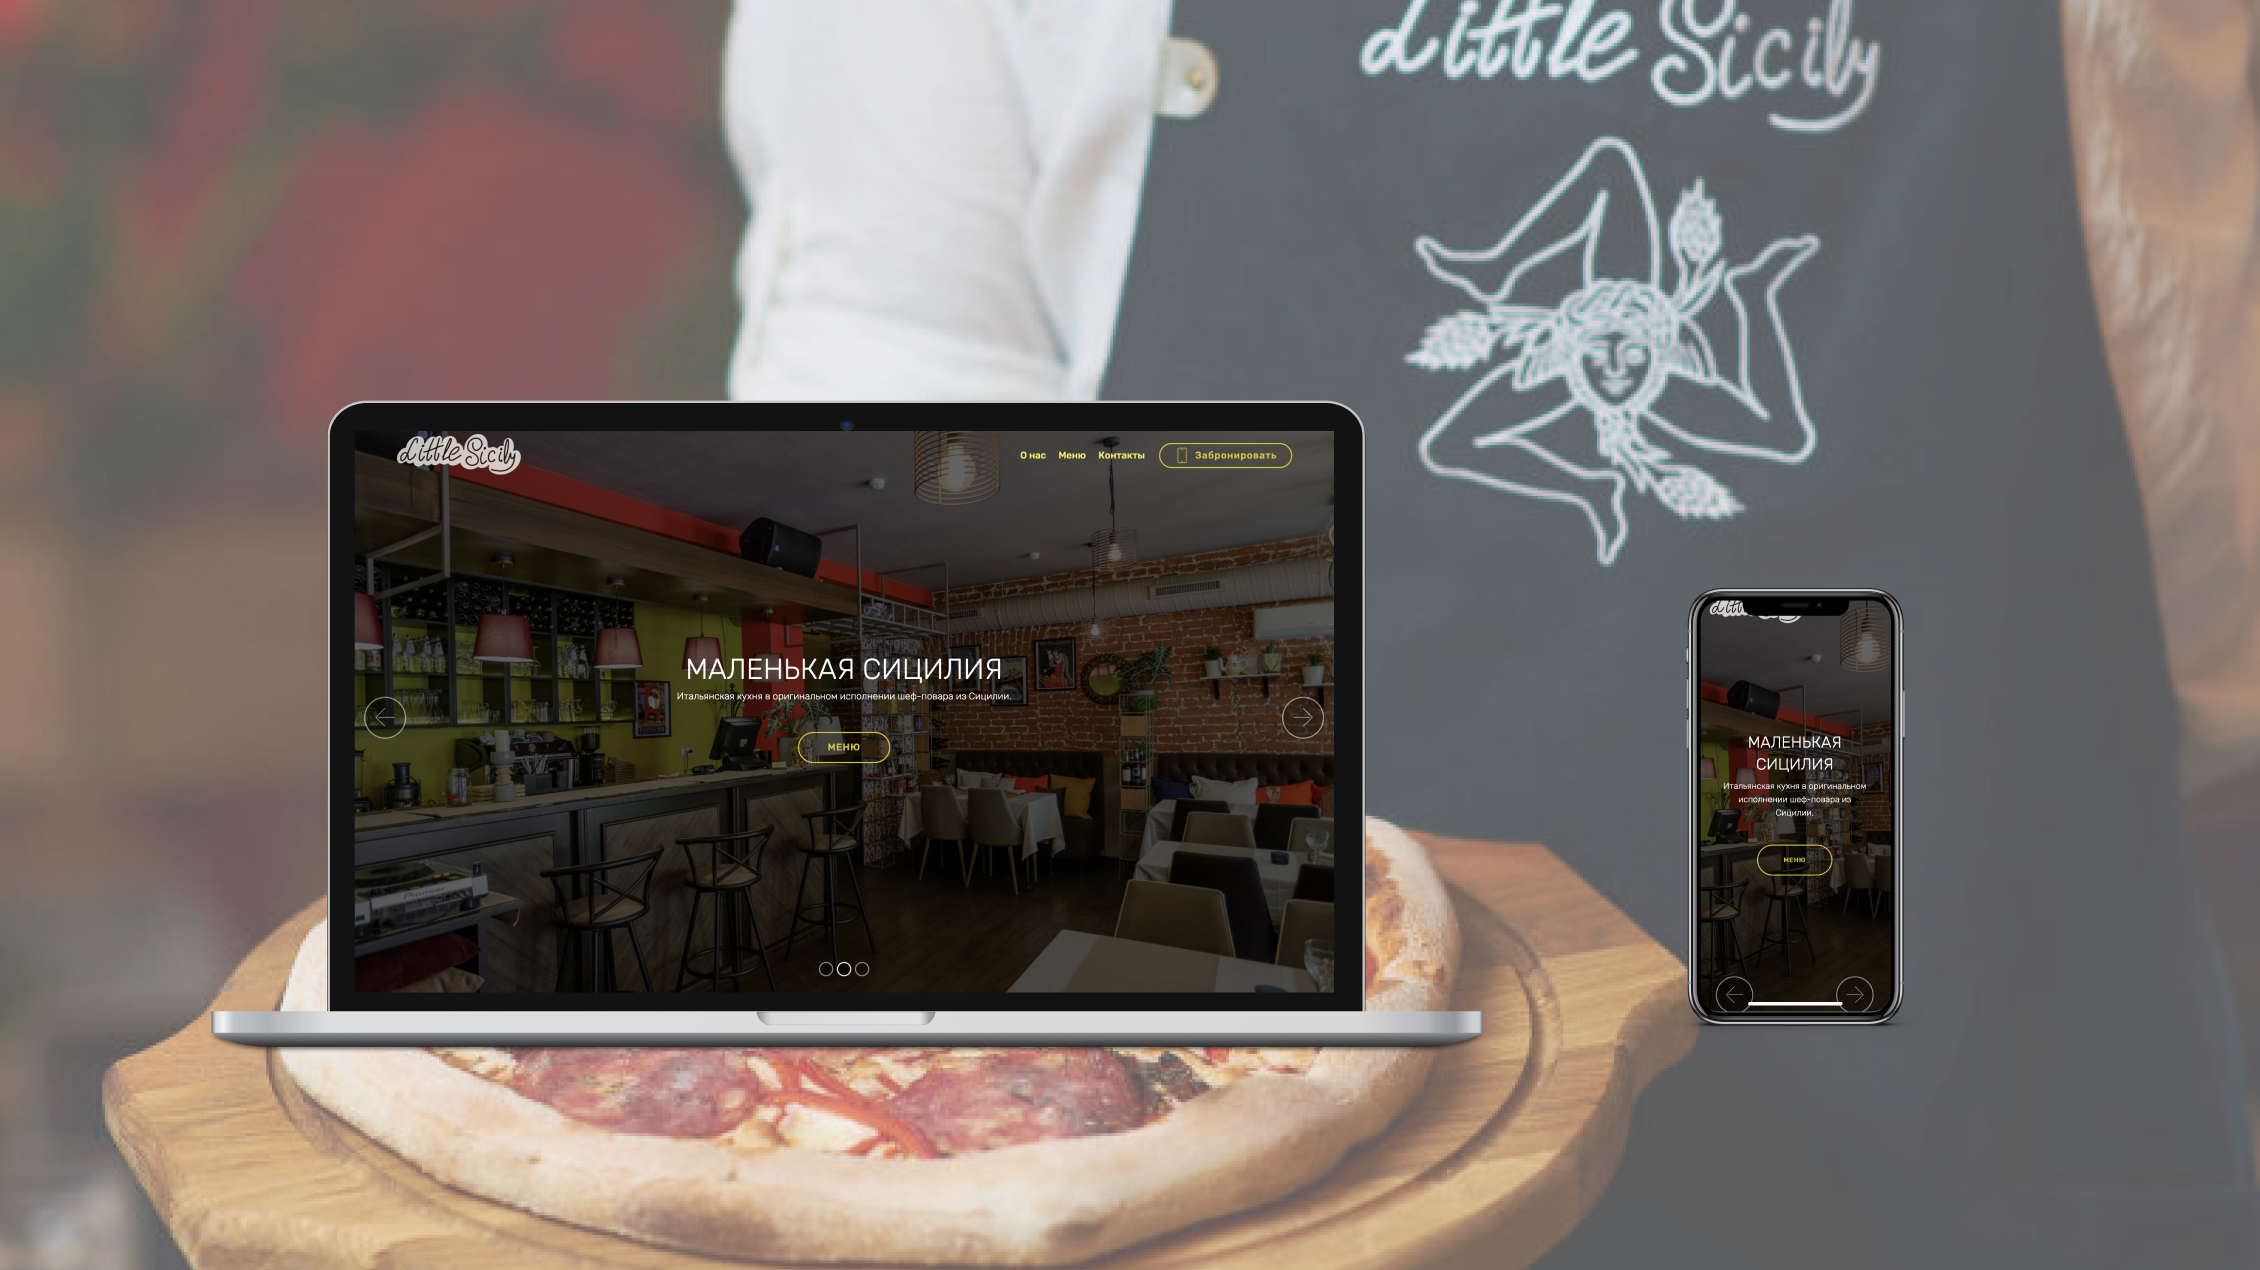 Little Sicily
Little Sicily
О нас Меню Контакты Забронировать
МАЛЕНЬКАЯ СИЦИЛИЯ
Итальянская кухня в оригинальном исполнении шеф-повара из Сицилии.
МЕНЮ
Pioneer
МАЛЕНЬКАЯ
СИЦИЛИЯ
Итальянская кухня в оригинальном
исполнении шеф-повара из
Сицилии.
МЕНЮ